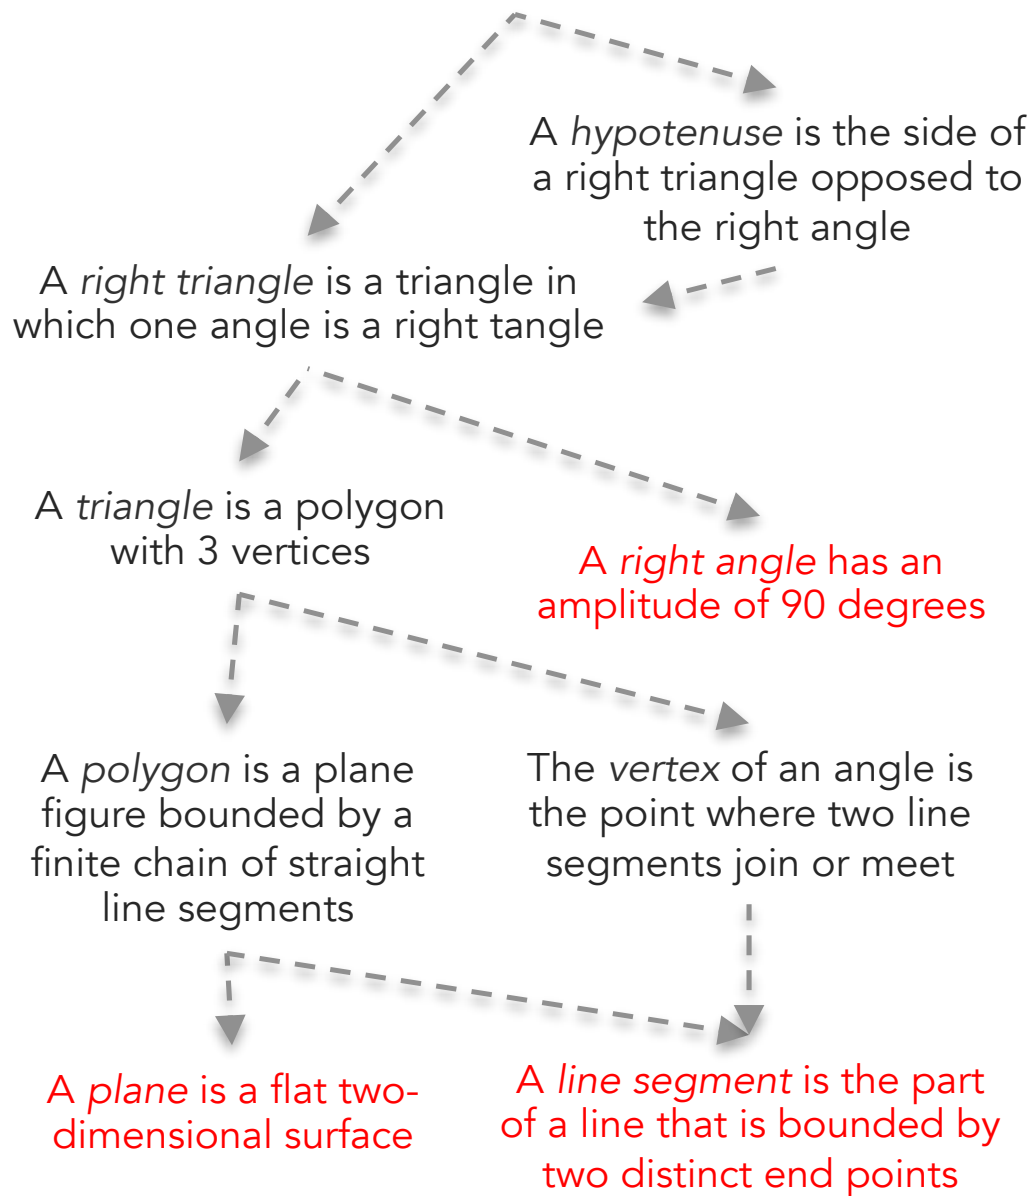 A hypotenuse is the side of
a right triangle opposed to
the right angle
A right triangle is a triangle in
which one angle is a right tangle
A triangle is a polygon
with 3 vertices
A right angle has an
amplitude of 90 degrees
A polygon is a plane
figure bounded by a
finite chain of straight
line segments
The vertex of an angle is
the point where two line
segments join or meet
A plane is a flat two-
dimensional surface
A line segment is the part
of a line that is bounded by
two distinct end points